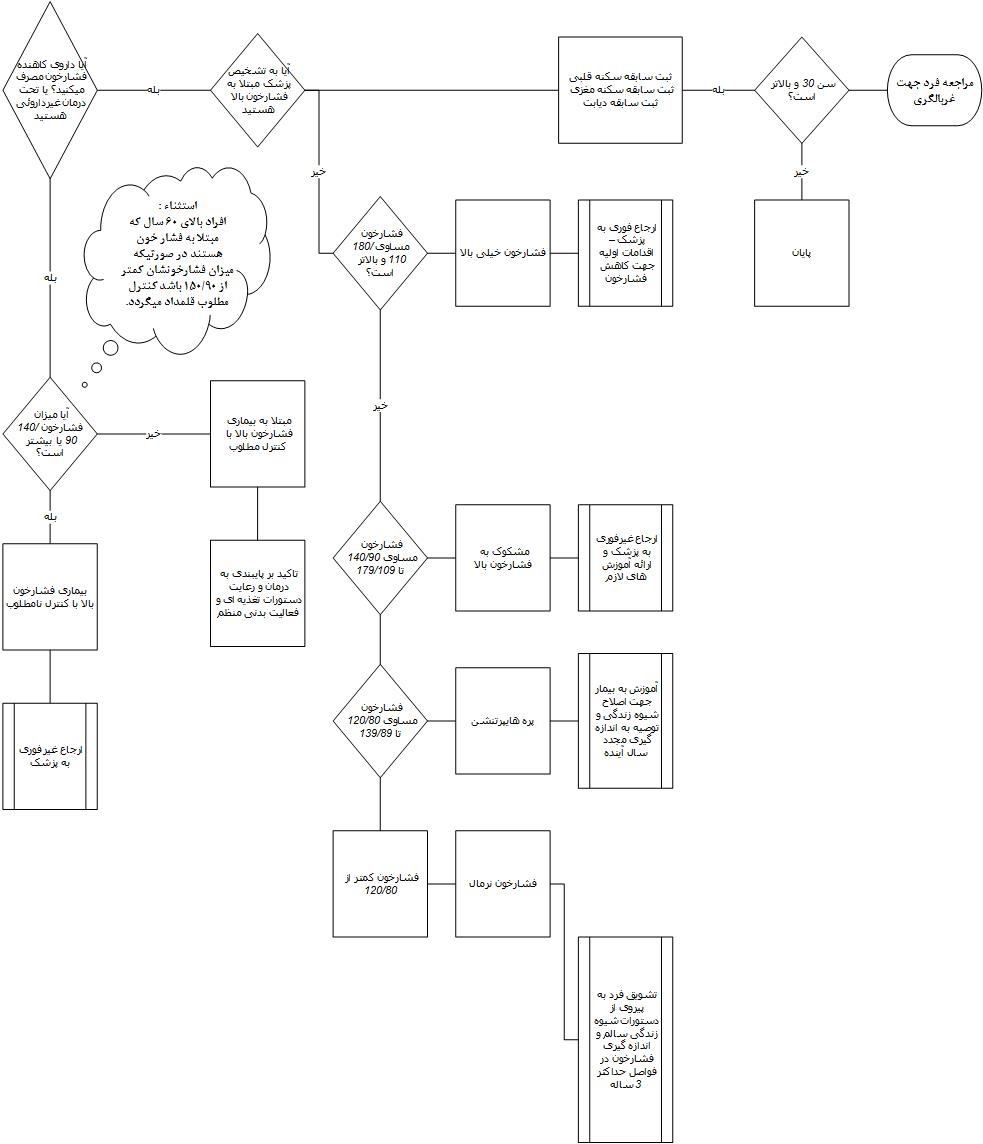 مراجعه فرد جهت
غربالگری
سن 30 و بالاتر
است؟
بله
خیر
پایان
ثبت سابقه سکته قلبی
ثبت سابقه سکته مغزی
ثبت سابقه دیابت
آیا به تشخیص
پزشک مبتلا به
فشارخون بالا
هستید
بله
خیر
آیا داروی کاهنده
فشارخون مصرف
میکنید؟ یا تحت
درمان غیرداروئی
هستید
بله
استثناء :
افراد بالای ۶۰ سال که
مبتلا به فشار خون
هستند در صورتیکه
میزان فشارخونشان کمتر
از ۱۵۰/۹۰ باشد کنترل
مطلوب قلمداد میگردد.
آیا میزان
فشارخون 140/
90 یا بیشتر
است؟
خیر
مبتلا به بیماری
فشارخون بالا با
کنترل مطلوب
تاکید بر پایبندی به
درمان و رعایت
دستورات تغذیه ای و
فعالیت بدنی منظم
بله
بیماری فشارخون
بالا با کنترل نامطلوب
ارجاع غیرفوری
به پزشک
فشارخون
مساوی 180/
110 و بالاتر
است؟
فشارخون خیلی بالا
ارجاع فوری به
پزشک –
اقدامات اولیه
جهت کاهش
فشارخون
خیر
فشارخون
مساوی 140/90
تا 179/109
مشکوک به
فشارخون بالا
ارجاع غیرفوری
به پزشک و
ارائه آموزش
های لازم
فشارخون
مساوی 120/80
تا 139/89
پره هایپرتنشن
آموزش به بیمار
جهت اصلاح
شیوه زندگی و
توصیه به اندازه
گیری مجدد
سال آینده
فشارخون کمتر از
120/80
فشارخون نرمال
تشویق فرد به
پیروی از
دستورات شیوه
زندگی سالم و
اندازه گیری
فشارخون در
فواصل حداکثر
3 ساله